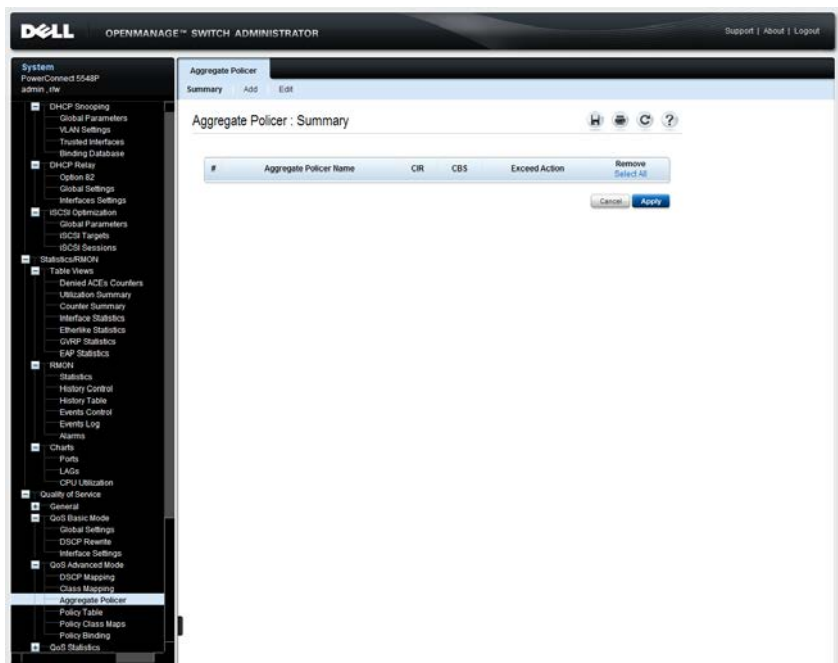 DELL
OPENMANAGE™ SWITCH ADMINISTRATOR
Support | About | Logout
System
PowerConnect 5548P
admin , r/w
DHCP Snooping
Global Parameters
VLAN Settings
Trusted Interfaces
Binding Database
DHCP Relay
Option 82
Global Settings
Interfaces Settings
iSCSI Optimization
Global Parameters
iSCSI Targets
iSCSI Sessions
Statistics/RMON
Table Views
Denied ACEs Counters
Utilization Summary
Counter Summary
Interface Statistics
Etherlike Statistics
GVRP Statistics
EAP Statistics
RMON
Statistics
History Control
History Table
Events Control
Events Log
Alarms
Charts
Ports
LAGs
CPU Utilization
Quality of Service
General
QoS Basic Mode
Global Settings
DSCP Rewrite
Interface Settings
QoS Advanced Mode
DSCP Mapping
Class Mapping
Aggregate Policer
Policy Table
Policy Class Maps
Policy Binding
QoS Statistics
Aggregate Policer
Summary Add Edit
Aggregate Policer : Summary
?
# Aggregate Policer Name CIR CBS Exceed Action Remove
Select All
Cancel Apply